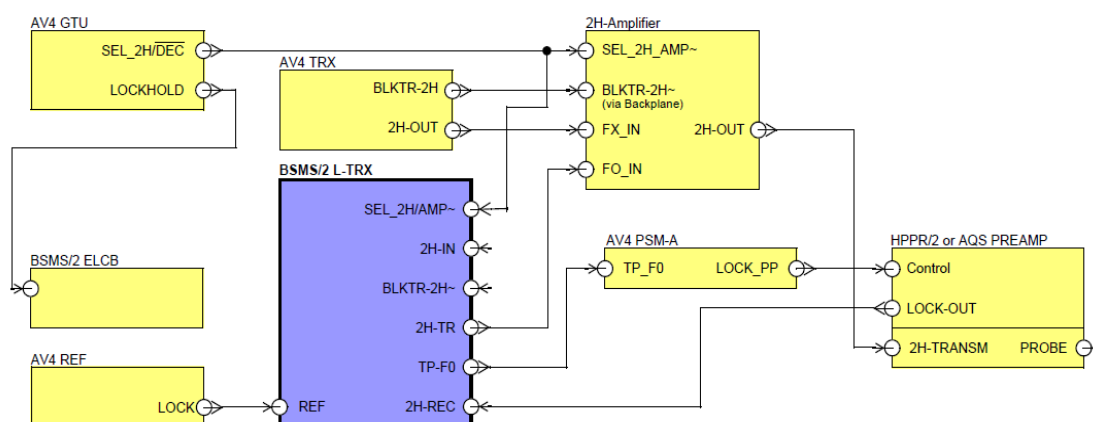 AV4 GTU
SEL_2H/DEC
LOCKHOLD
AV4 TRX
BLKTR-2H
2H-OUT
2H-Amplifier
SEL_2H_AMP~
BLKTR-2H~
(via Backplane)
FX_IN
2H-OUT
FO_IN
BSMS/2 L-TRX
SEL_2H/AMP~
2H-IN
BLKTR-2H~
2H-TR
TP-F0
REF
2H-REC
BSMS/2 ELCB
AV4 REF
LOCK
AV4 PSM-A
TP_F0
LOCK_PP
HPPR/2 or AQS PREAMP
Control
LOCK-OUT
2H-TRANSM
PROBE